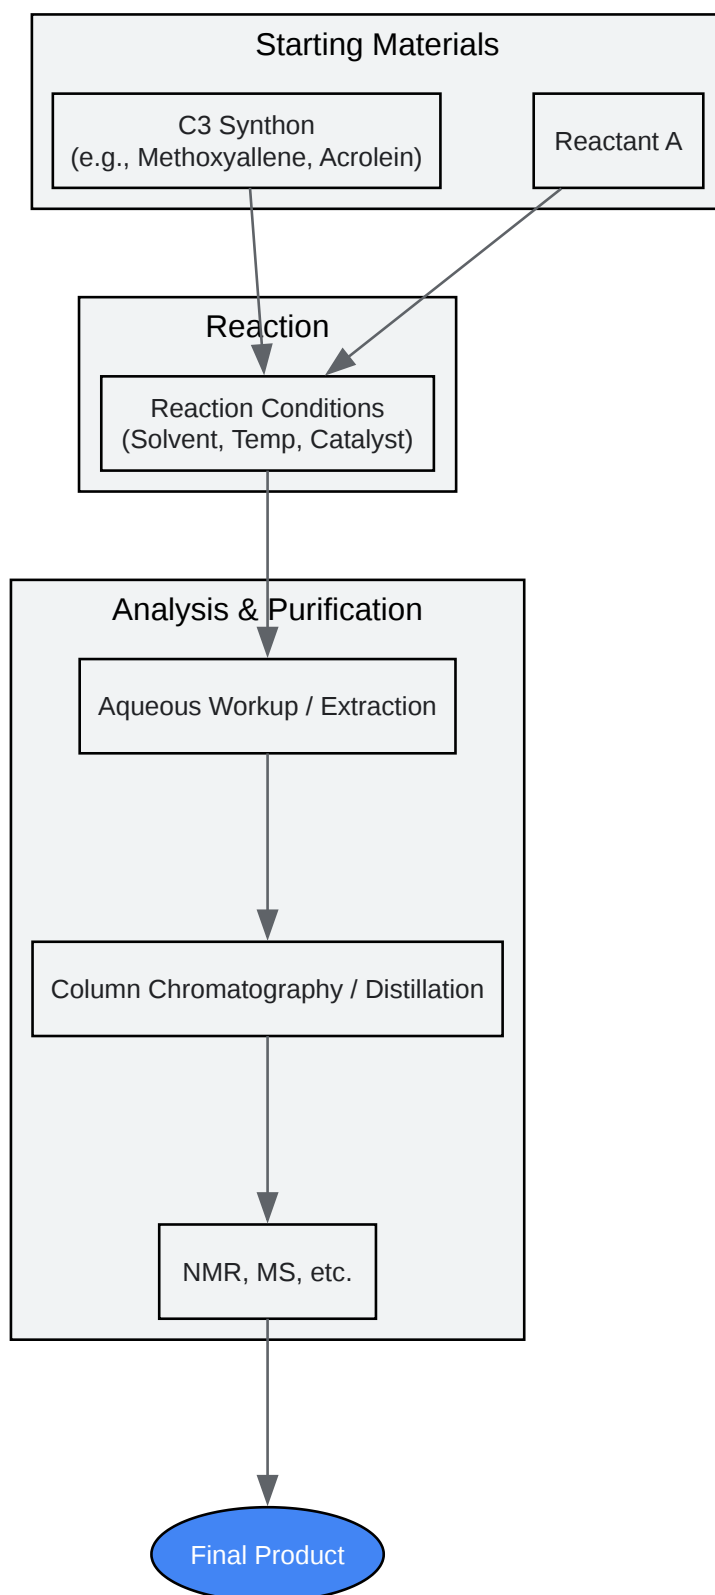 Starting Materials
C3 Synthon
(e.g., Methoxyallene, Acrolein)
Reactant A
Reaction
Reaction Conditions
(Solvent, Temp, Catalyst)
Analysis & Purification
Aqueous Workup / Extraction
Column Chromatography / Distillation
NMR, MS, etc.
Final Product